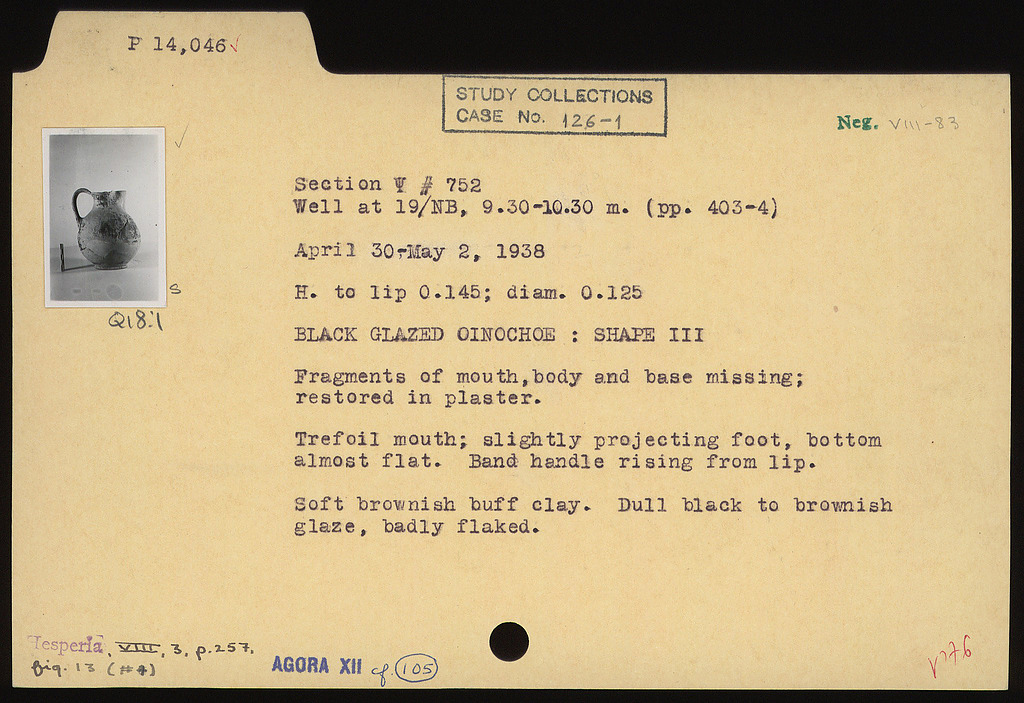 P 14,046
STUDY COLLECTIONS
CASE No. 126-1
Neg. VIII-83
Section Ψ # 752
Well at 19/NB, 9.30-10.30 m. (pp. 403-4)
April 30-May 2, 1938
H. to lip 0.145; diam. 0.125
BLACK GLAZED OINOCHOE : SHAPE III
Fragments of mouth,body and base missing;
restored in plaster.
Trefoil mouth; slightly projecting foot, bottom
almost flat.  Band handle rising from lip.
Soft brownish buff clay.  Dull black to brownish
glaze, badly flaked.
S
Q18:1
Hesperia, VIII, 3, p.257,
fig. 13 (#4)
AGORA XII cf. 105